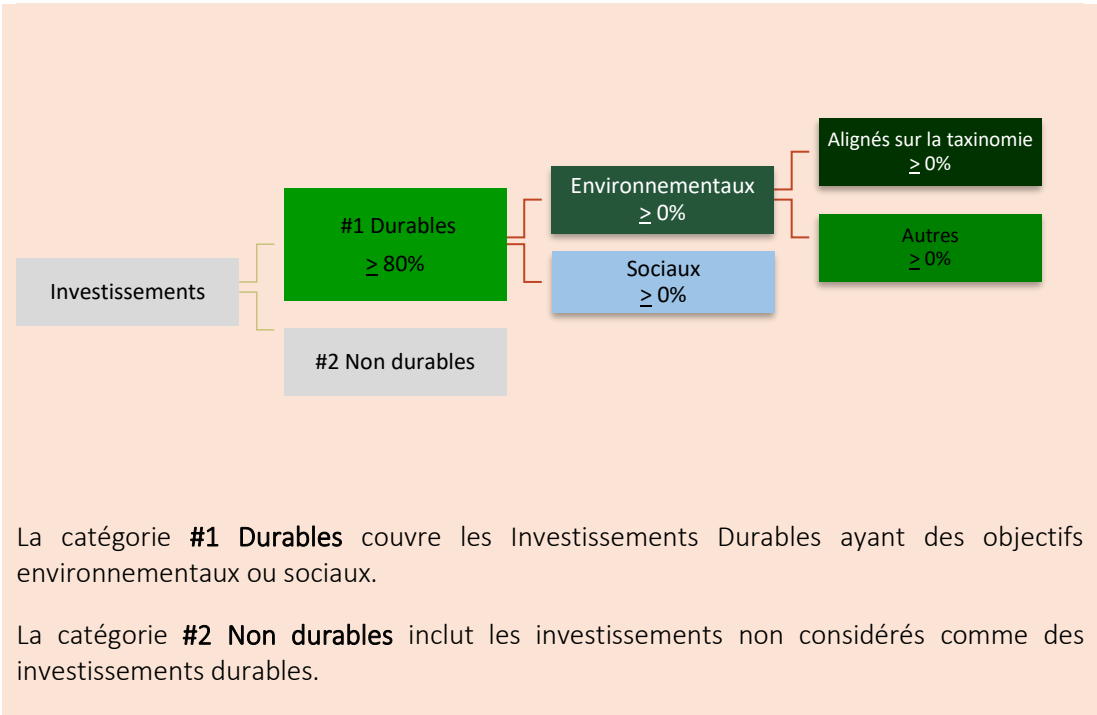 Investissements
#1 Durables
≥ 80%
#2 Non durables
Environnementaux
≥ 0%
Sociaux
≥ 0%
Alignés sur la taxinomie
≥ 0%
Autres
≥ 0%
La catégorie #1 Durables couvre les Investissements Durables ayant des objectifs
environnementaux ou sociaux.
La catégorie #2 Non durables inclut les investissements non considérés comme des
investissements durables.